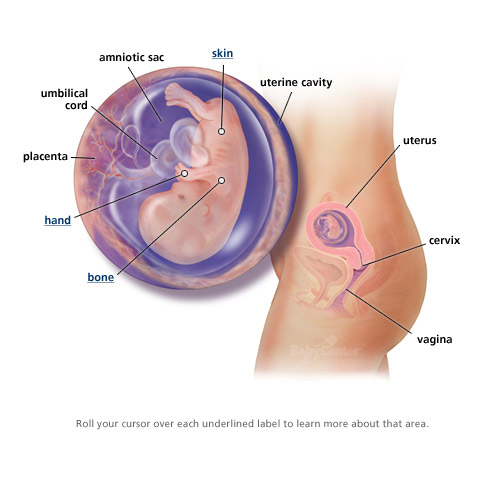 skin
amniotic sac
uterine cavity
umbilical
cord
uterus
placenta
hand
cervix
bone
vagina
BabyCenter
Roll your cursor over each underlined label to learn more about that area.